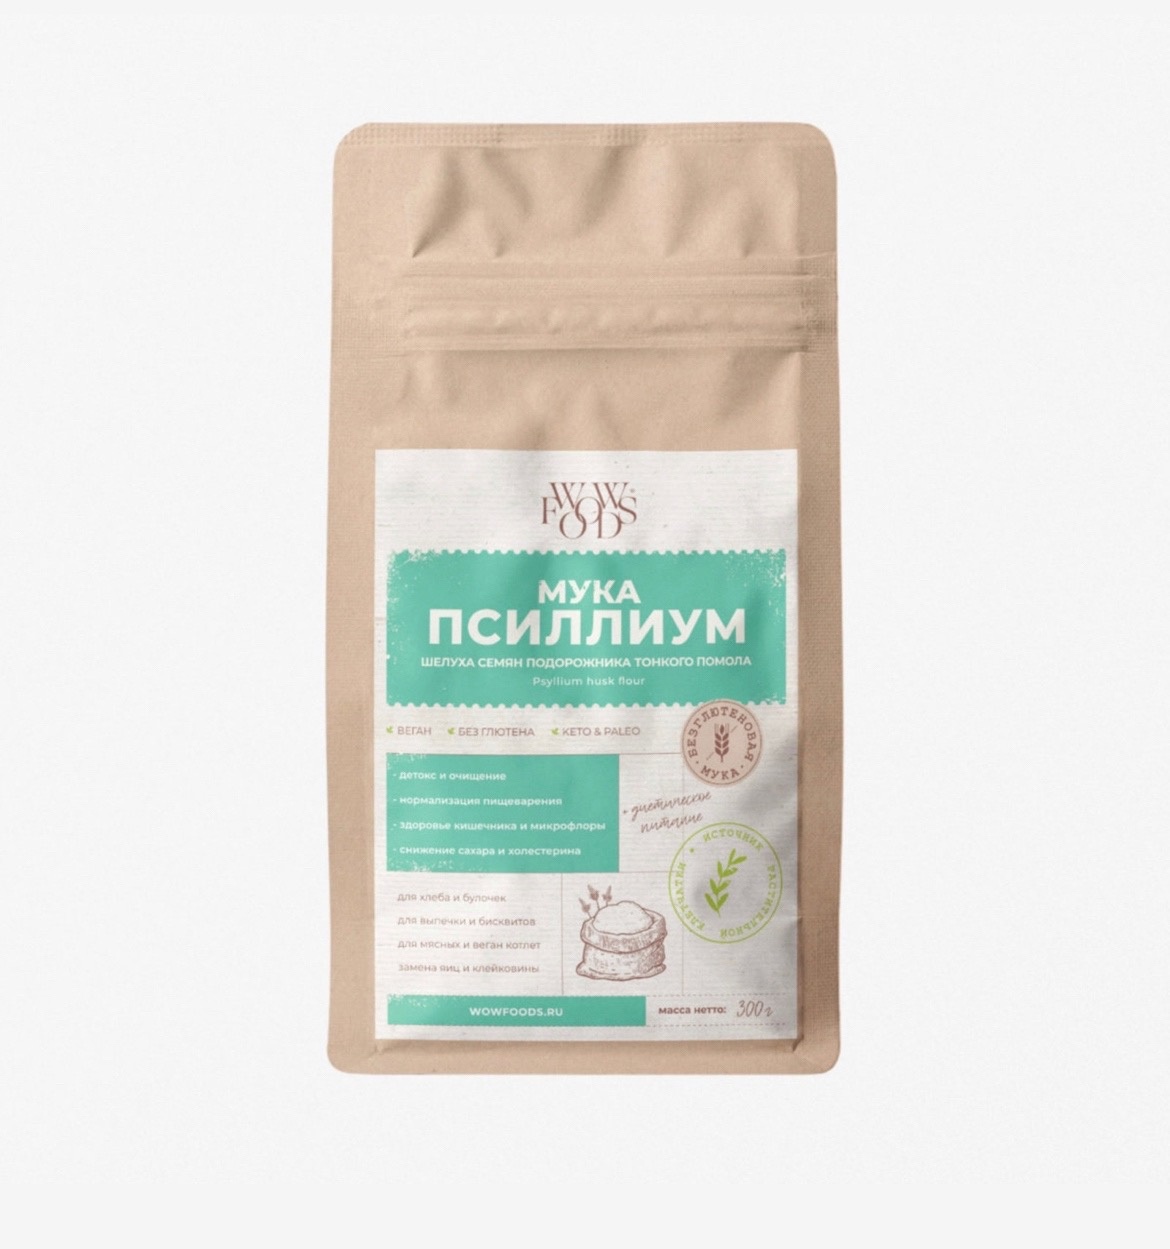 WOW
FOODS
МУКА
ПСИЛЛИУМ
ШЕЛУХА СЕМЯН ПОДОРОЖНИКА ТОНКОГО ПОМОЛА
Psyllium husk flour
ВЕГАН БЕЗ ГЛЮТЕНА KETO & PALEO
БЕЗГЛЮТЕНОВАЯ
• МУКА •
- детокс и очищение
- нормализация пищеварения
- здоровье кишечника и микрофлоры
- снижение сахара и холестерина
• диетическое
питание
• ИСТОЧНИК РАСТИТЕЛЬНОЙ КЛЕТЧАТКИ
для хлеба и булочек
для выпечки и бисквитов
для мясных и веган котлет
замена яиц и клейковины
WOWFOODS.RU
масса нетто: 300 г